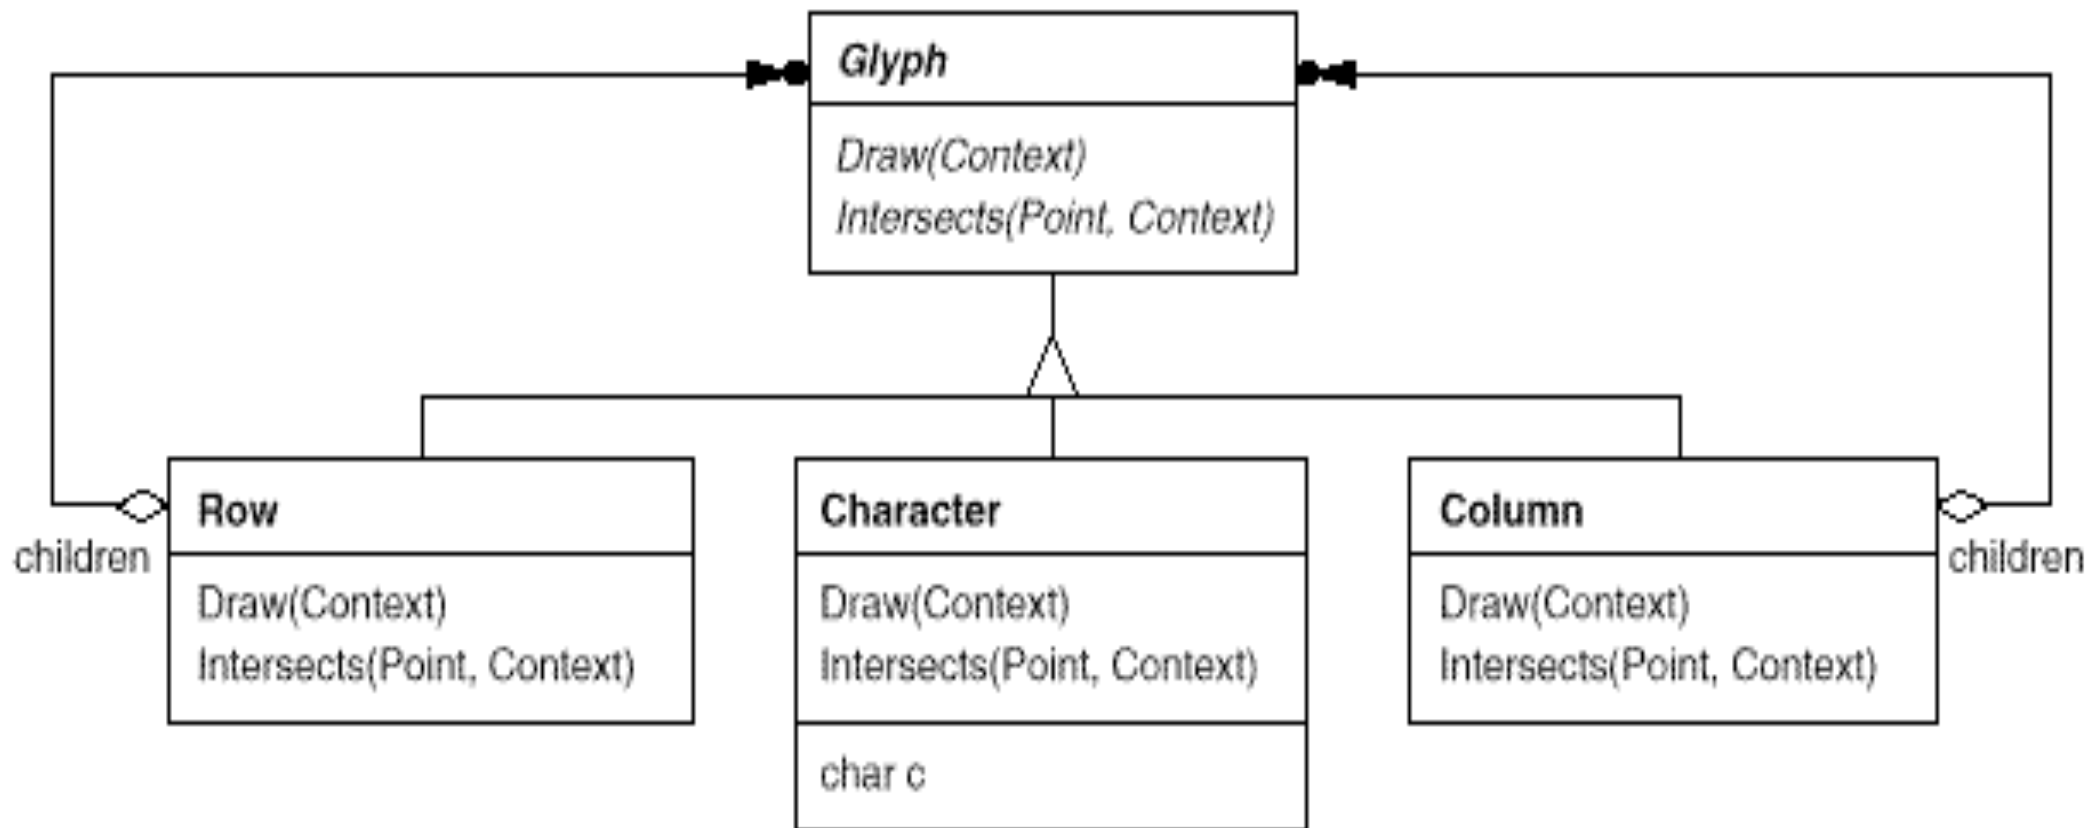 Glyph
Draw(Context)
Intersects(Point, Context)
children
Row
Draw(Context)
Intersects(Point, Context)
Character
Draw(Context)
Intersects(Point, Context)
char c
Column
Draw(Context)
Intersects(Point, Context)
children